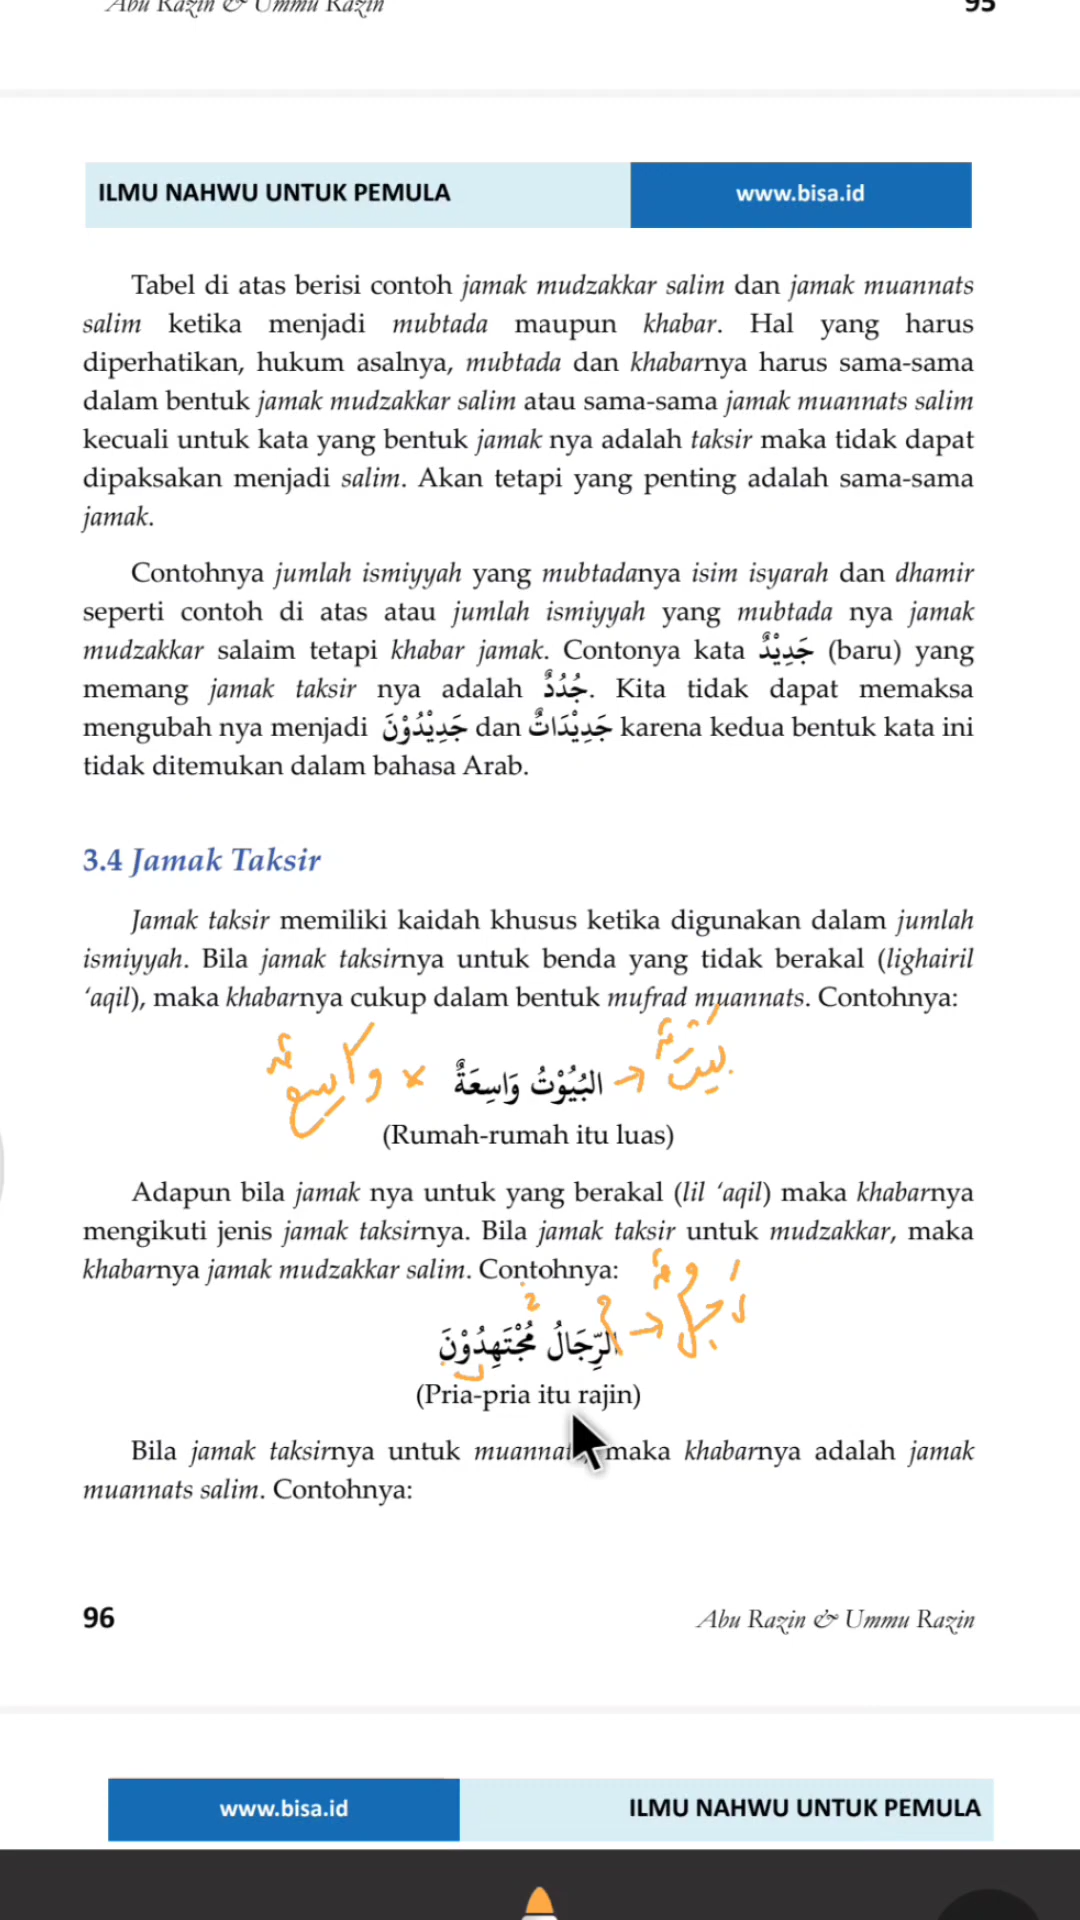 Abu Razin & Ummu Razin 95
ILMU NAHWU UNTUK PEMULA www.bisa.id
Tabel di atas berisi contoh jamak mudzakkar salim dan jamak muannats
salim ketika menjadi mubtada maupun khabar. Hal yang harus
diperhatikan, hukum asalnya, mubtada dan khabarnya harus sama-sama
dalam bentuk jamak mudzakkar salim atau sama-sama jamak muannats salim
kecuali untuk kata yang bentuk jamak nya adalah taksir maka tidak dapat
dipaksakan menjadi salim. Akan tetapi yang penting adalah sama-sama
jamak.
Contohnya jumlah ismiyyah yang mubtadanya isim isyarah dan dhamir
seperti contoh di atas atau jumlah ismiyyah yang mubtada nya jamak
mudzakkar salaim tetapi khabar jamak. Contonya kata جَدِيْدٌ (baru) yang
memang jamak taksir nya adalah جُدُدٌ. Kita tidak dapat memaksa
mengubah nya menjadi جَدِيْدُوْنَ dan جَدِيْدَاتٌ karena kedua bentuk kata ini
tidak ditemukan dalam bahasa Arab.
3.4 Jamak Taksir
Jamak taksir memiliki kaidah khusus ketika digunakan dalam jumlah
ismiyyah. Bila jamak taksirnya untuk benda yang tidak berakal (lighairil
‘aqil), maka khabarnya cukup dalam bentuk mufrad muannats. Contohnya:
البُيُوْتُ وَاسِعَةٌ
(Rumah-rumah itu luas)
Adapun bila jamak nya untuk yang berakal (lil ‘aqil) maka khabarnya
mengikuti jenis jamak taksirnya. Bila jamak taksir untuk mudzakkar, maka
khabarnya jamak mudzakkar salim. Contohnya:
الرِّجَالُ مُجْتَهِدُوْنَ
(Pria-pria itu rajin)
Bila jamak taksirnya untuk maka khabarnya adalah jamak
muannats salim. Contohnya:
96 Abu Razin & Ummu Razin
www.bisa.id ILMU NAHWU UNTUK PEMULA